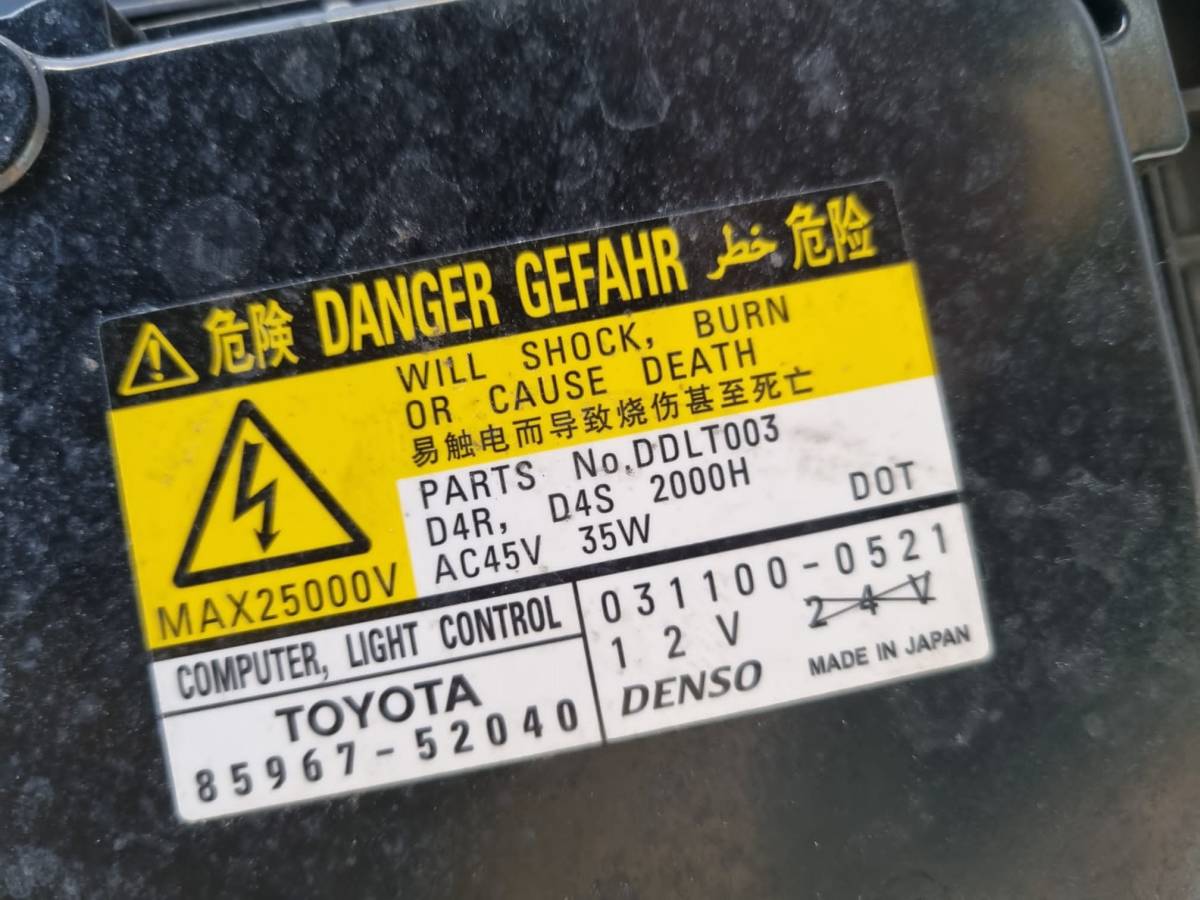 危険 DANGER GEFAHR خطر 危险
WILL SHOCK, BURN
OR CAUSE DEATH
易触电而导致烧伤甚至死亡
MAX25000V
PARTS No.DDLT003
D4R, D4S 2000H DOT
AC45V 35W
COMPUTER, LIGHT CONTROL
TOYOTA
85967-52040
031100-0521
12V 24V
DENSO MADE IN JAPAN